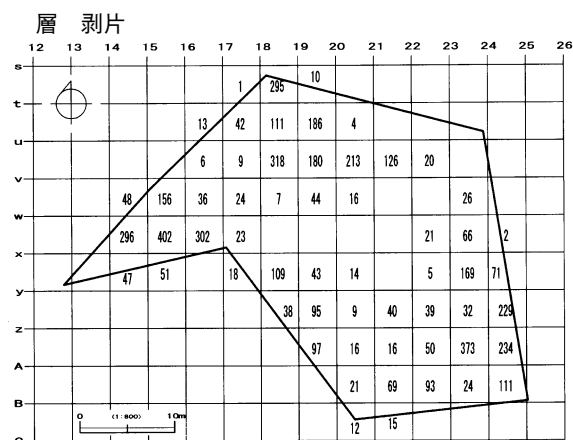 層 剥片
12 13 14 15 16 17 18 19 20 21 22 23 24 25 26
s
1 295 10
t
13 42 111 186 4
u
6 9 318 180 213 126 20
v
48 156 36 24 7 44 16 26
w
296 402 302 23 21 66 2
x
47 51 18 109 43 14 5 169 71
y
38 95 9 40 39 32 229
z
97 16 16 50 373 234
A
21 69 93 24 111
B
12 15
0 (1:800) 10m